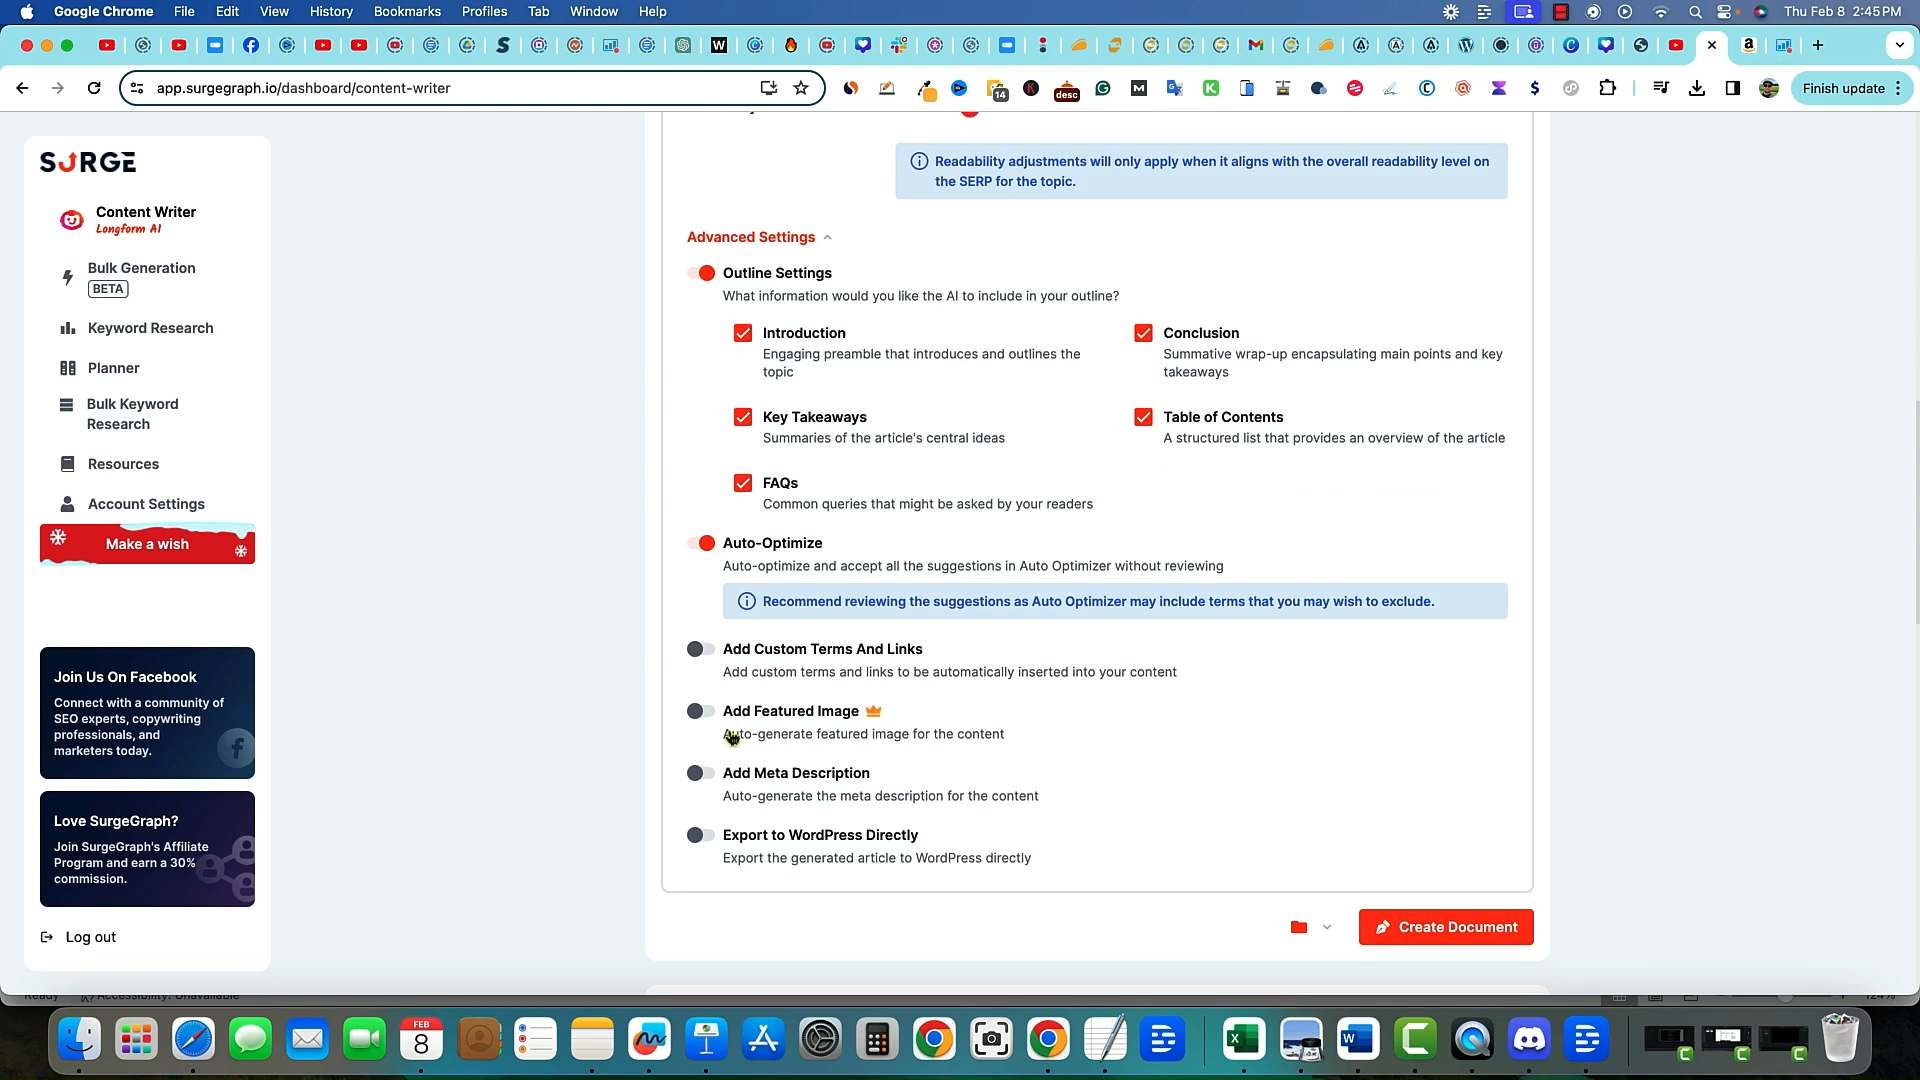 Google Chrome File Edit View History Bookmarks Profiles Tab Window Help Thu Feb 8 2:45 PM
app.surgegraph.io/dashboard/content-writer
14
desc
Finish update
SURGE
Content Writer
Longform AI
Bulk Generation
BETA
Keyword Research
Planner
Bulk Keyword
Research
Resources
Account Settings
Make a wish
Join Us On Facebook
Connect with a community of
SEO experts, copywriting
professionals, and
marketers today.
Love SurgeGraph?
Join SurgeGraph's Affiliate
Program and earn a 30%
commission.
Log out
Readability adjustments will only apply when it aligns with the overall readability level on
the SERP for the topic.
Advanced Settings
Outline Settings
What information would you like the AI to include in your outline?
Introduction
Engaging preamble that introduces and outlines the
topic
Conclusion
Summative wrap-up encapsulating main points and key
takeaways
Key Takeaways
Summaries of the article's central ideas
Table of Contents
A structured list that provides an overview of the article
FAQs
Common queries that might be asked by your readers
Auto-Optimize
Auto-optimize and accept all the suggestions in Auto Optimizer without reviewing
Recommend reviewing the suggestions as Auto Optimizer may include terms that you may wish to exclude.
Add Custom Terms And Links
Add custom terms and links to be automatically inserted into your content
Add Featured Image
Auto-generate featured image for the content
Add Meta Description
Auto-generate the meta description for the content
Export to WordPress Directly
Export the generated article to WordPress directly
Create Document
Ready Accessibility: Unavailable 124%
FEB
8